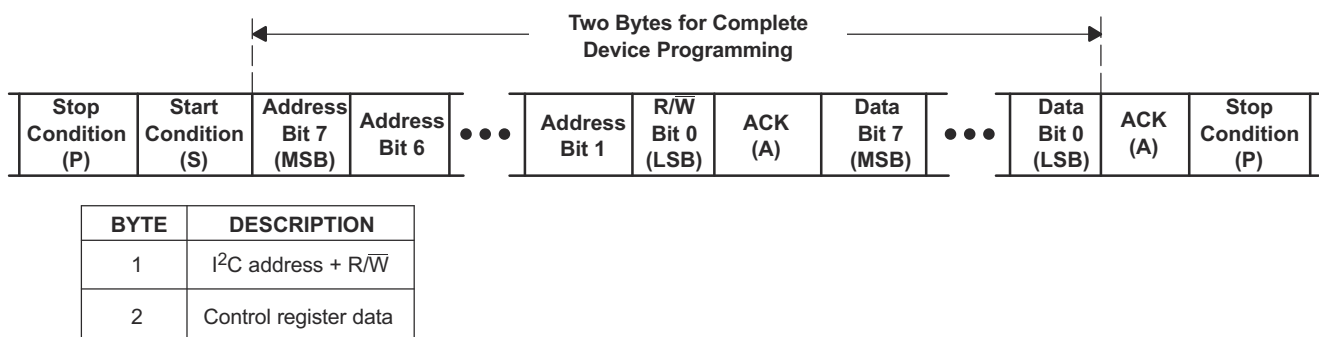 Two Bytes for Complete
Device Programming
Stop
Condition
(P)
Start
Condition
(S)
Address
Bit 7
(MSB)
Address
Bit 6
•••
Address
Bit 1
R/W̅
Bit 0
(LSB)
ACK
(A)
Data
Bit 7
(MSB)
•••
Data
Bit 0
(LSB)
ACK
(A)
Stop
Condition
(P)
BYTE DESCRIPTION
1 I²C address + R/W̅
2 Control register data